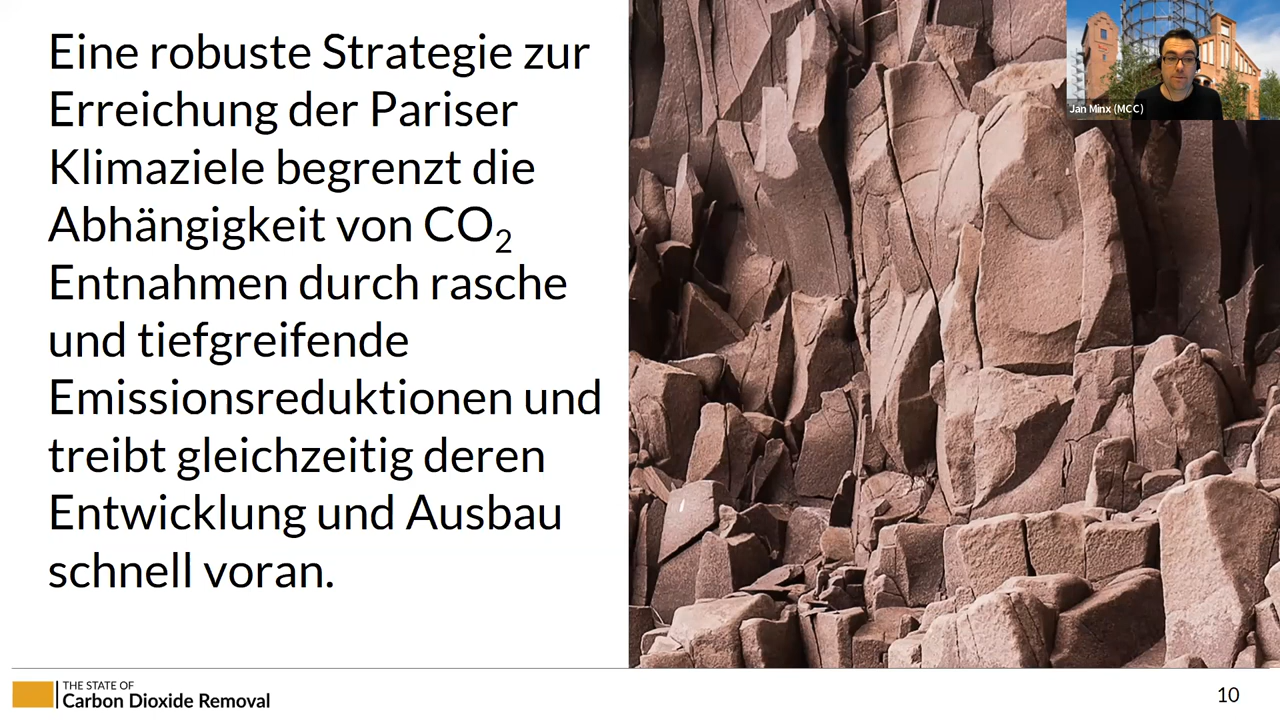 Eine robuste Strategie zur
Erreichung der Pariser
Klimaziele begrenzt die
Abhängigkeit von CO₂
Entnahmen durch rasche
und tiefgreifende
Emissionsreduktionen und
treibt gleichzeitig deren
Entwicklung und Ausbau
schnell voran.
Jan Minx (MCC)
THE STATE OF
Carbon Dioxide Removal
10